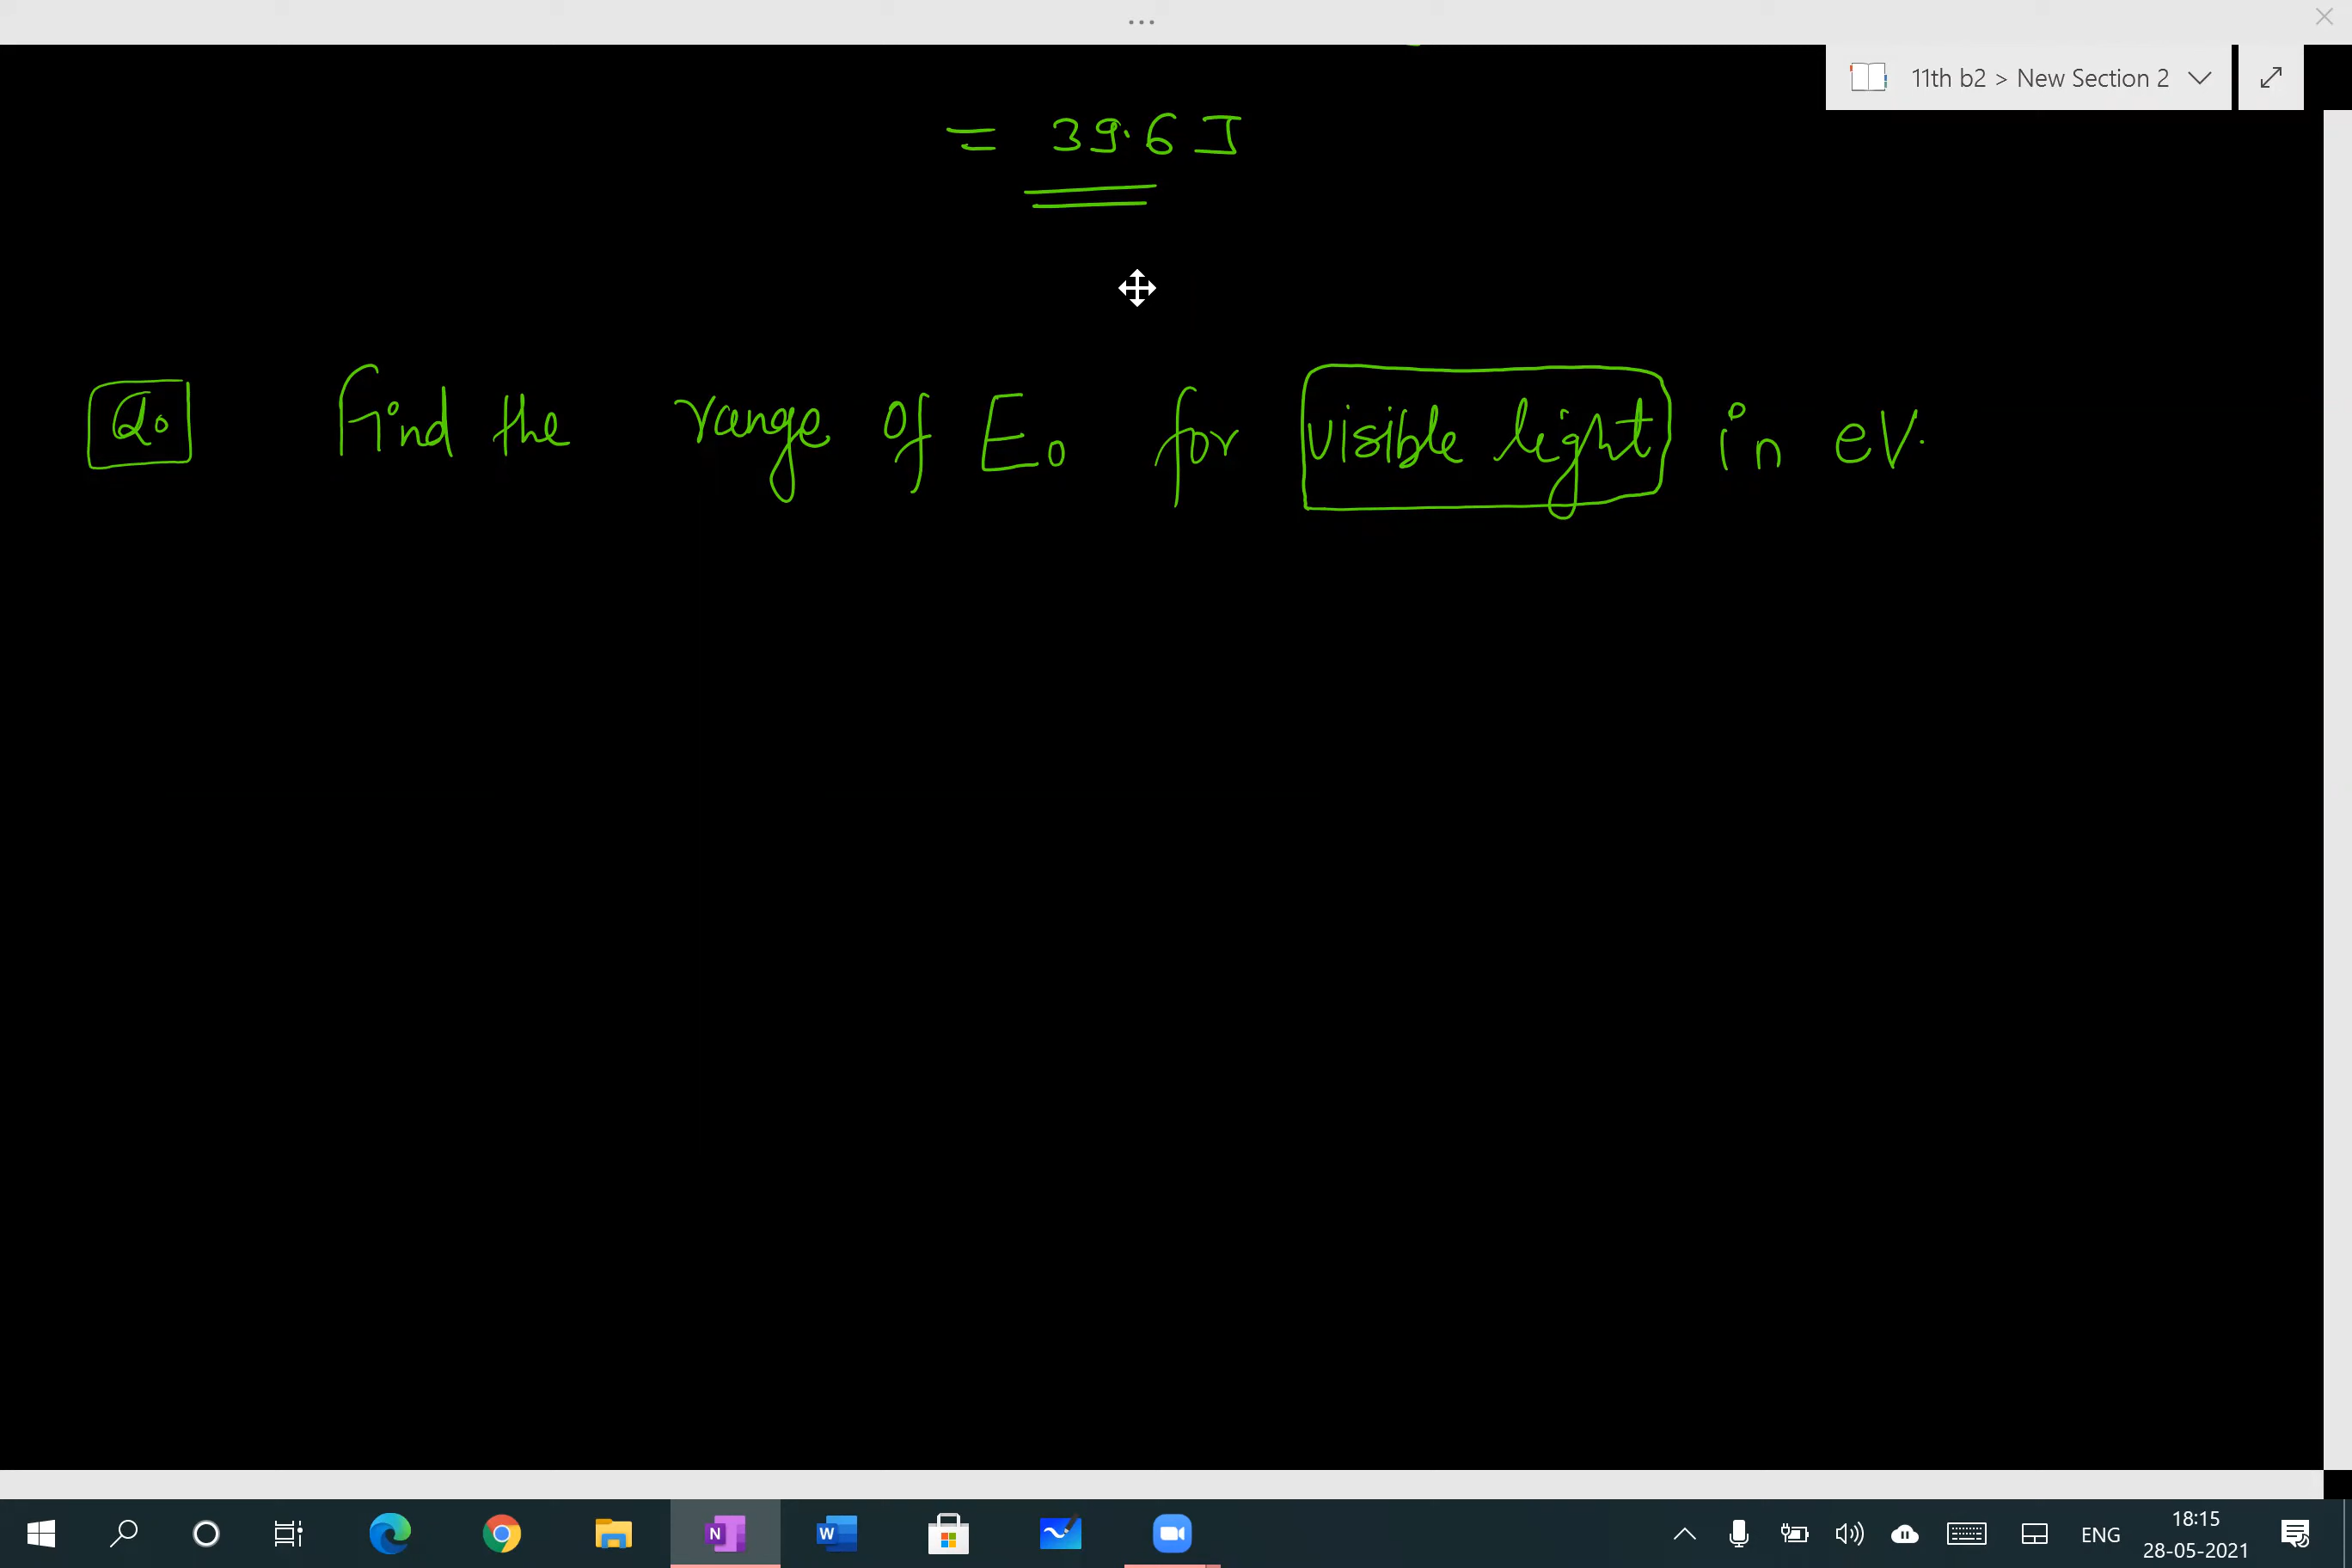 11th b2 > New Section 2
= 39.6 J
Q. Find the range of E₀ for visible light in eV.
ENG
18:15
28-05-2021